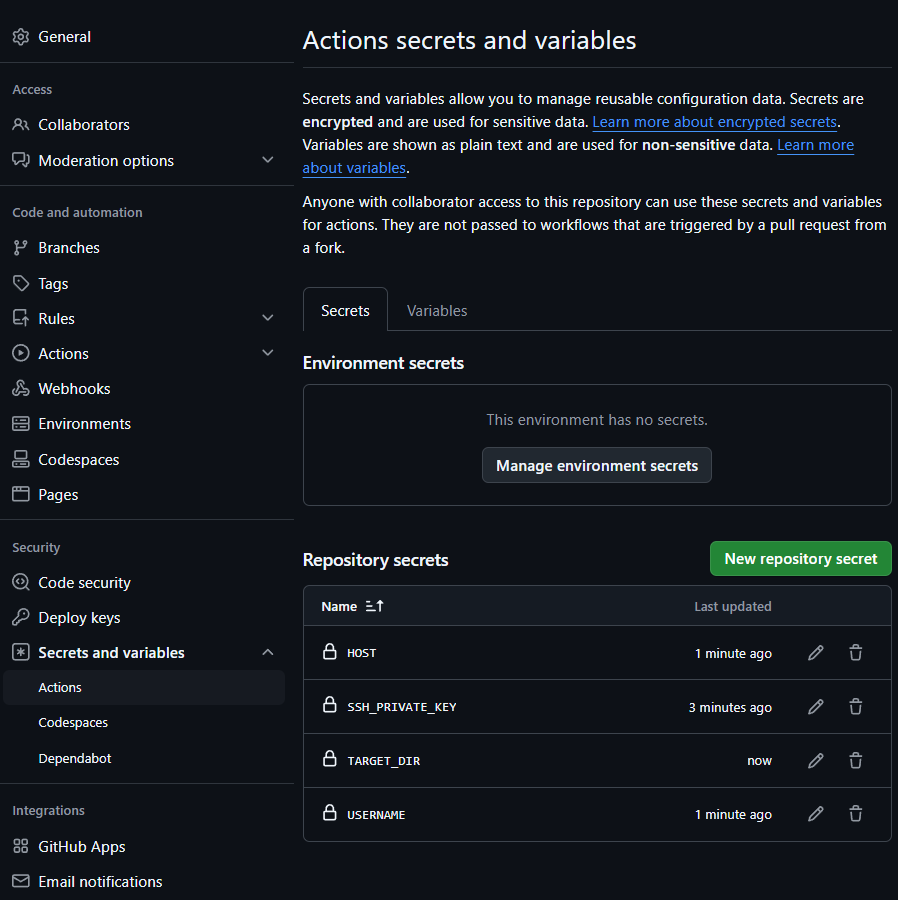 General
Access
Collaborators
Moderation options
Code and automation
Branches
Tags
Rules
Actions
Webhooks
Environments
Codespaces
Pages
Security
Code security
Deploy keys
Secrets and variables
Actions
Codespaces
Dependabot
Integrations
GitHub Apps
Email notifications
Actions secrets and variables
Secrets and variables allow you to manage reusable configuration data. Secrets are
encrypted and are used for sensitive data. Learn more about encrypted secrets.
Variables are shown as plain text and are used for non-sensitive data. Learn more
about variables.
Anyone with collaborator access to this repository can use these secrets and variables
for actions. They are not passed to workflows that are triggered by a pull request from
a fork.
Secrets Variables
Environment secrets
This environment has no secrets.
Manage environment secrets
Repository secrets New repository secret
Name Last updated
HOST 1 minute ago
SSH_PRIVATE_KEY 3 minutes ago
TARGET_DIR now
USERNAME 1 minute ago